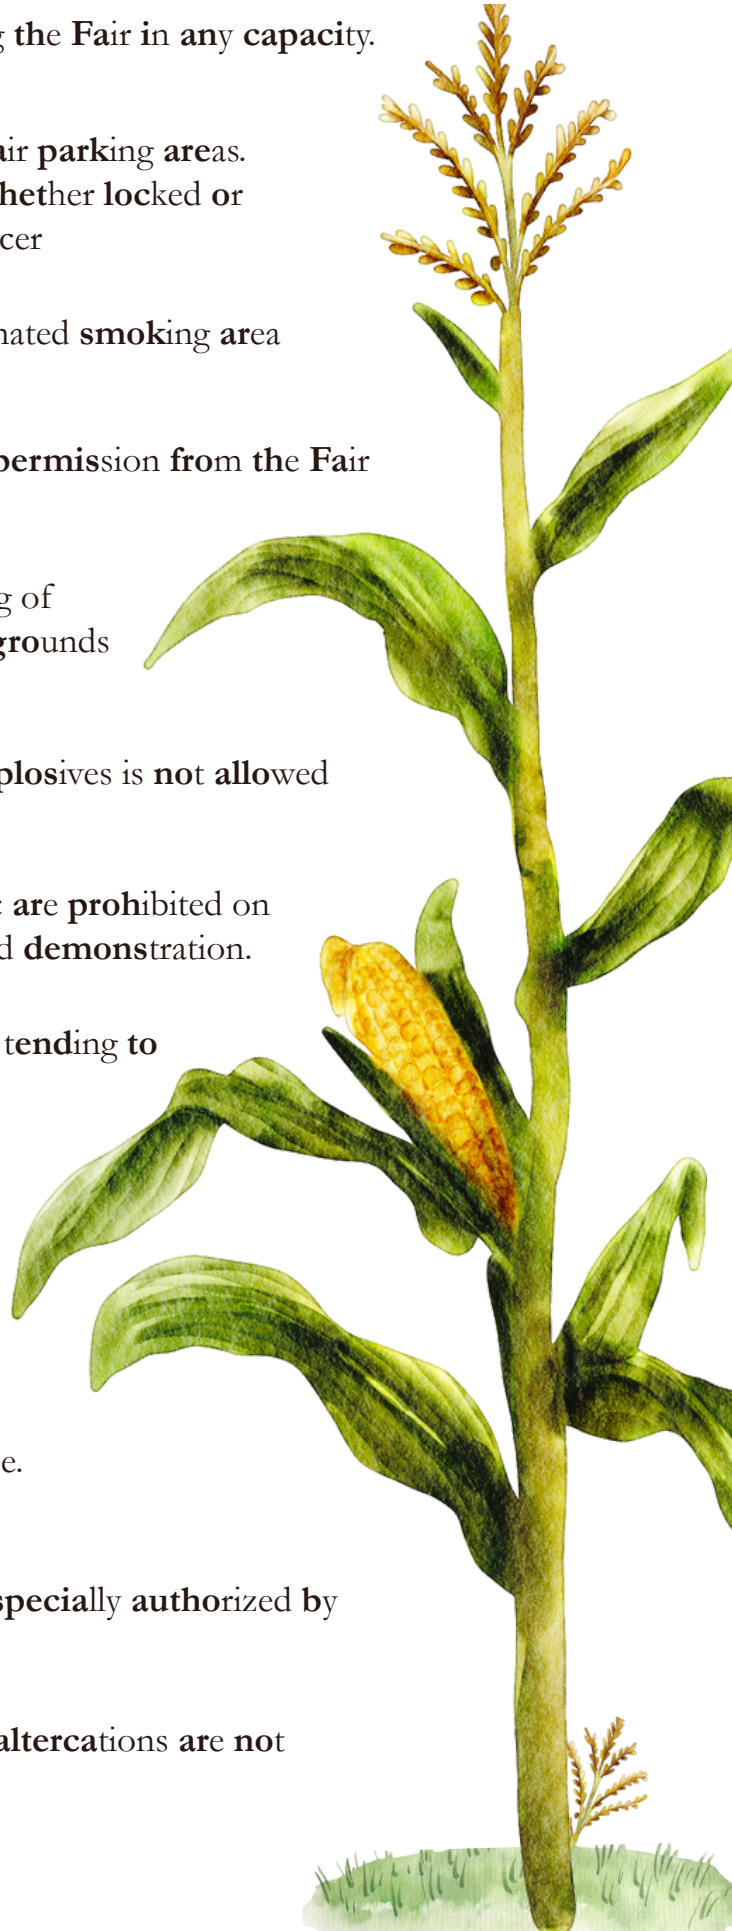 g the Fair in any capacity.
air parking areas.
hether locked or
cer
nated smoking area
permission from the Fair
g of
grounds
plosives is not allowed
are prohibited on
d demonstration.
tending to
e.
specially authorized by
altercations are not